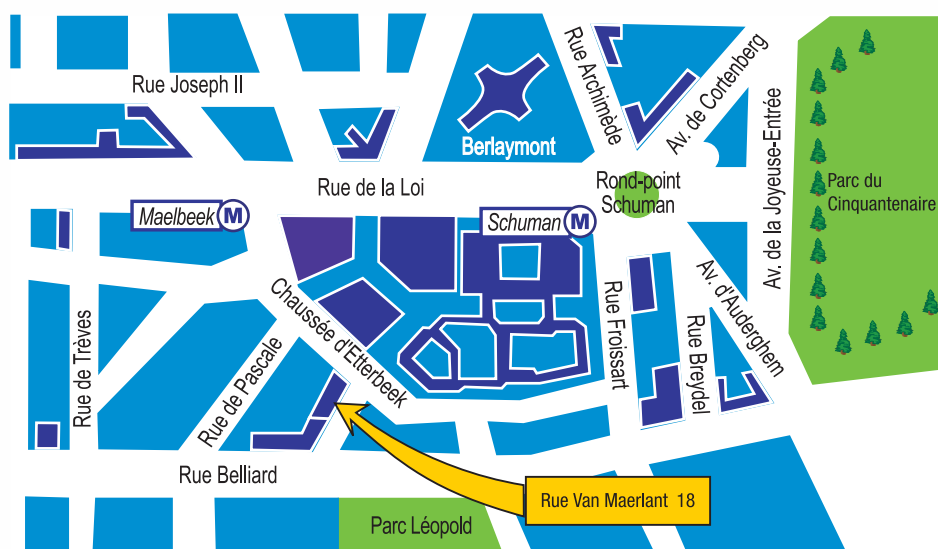 Rue Joseph II
Rue Archimède
Av. de Cortenberg
Berlaymont
Rue de la Loi
Rond-point
Schuman
Av. de la Joyeuse-Entrée
Parc du
Cinquantenaire
Maelbeek M
Schuman M
Chaussée d'Etterbeek
Rue de Trèves
Rue de Pascale
Rue Froissart
Rue Breydel
Av. d'Auderghem
Rue Belliard
Rue Van Maerlant 18
Parc Léopold